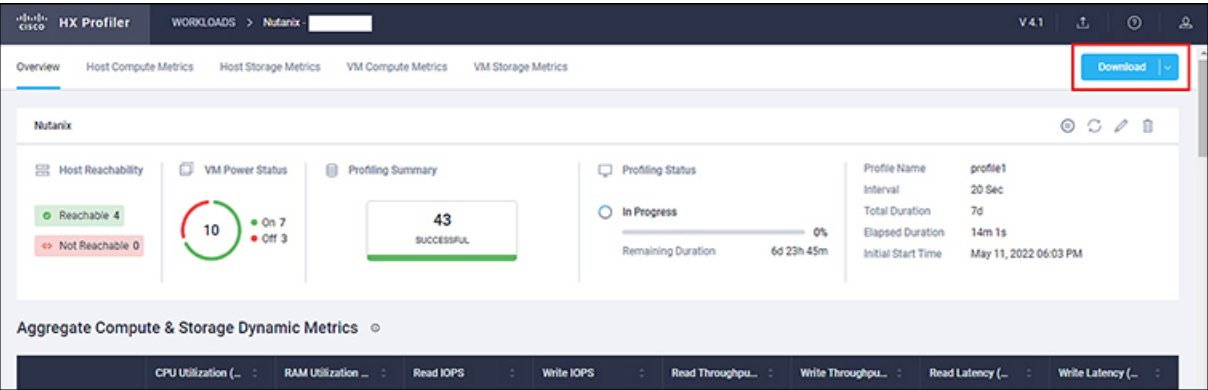 cisco HX Profiler WORKLOADS > Nutanix - V 4.1
Overview Host Compute Metrics Host Storage Metrics VM Compute Metrics VM Storage Metrics Download
Nutanix
Host Reachability VM Power Status Profiling Summary Profiling Status Profile Name profile1
Interval 20 Sec
Reachable 4 10 On 7 43 In Progress Total Duration 7d
Off 3 SUCCESSFUL 0% Elapsed Duration 14m 1s
Not Reachable 0 Remaining Duration 6d 23h 45m Initial Start Time May 11, 2022 06:03 PM
Aggregate Compute & Storage Dynamic Metrics
CPU Utilization (... RAM Utilization ... Read IOPS Write IOPS Read Throughpu... Write Throughpu... Read Latency (... Write Latency (...